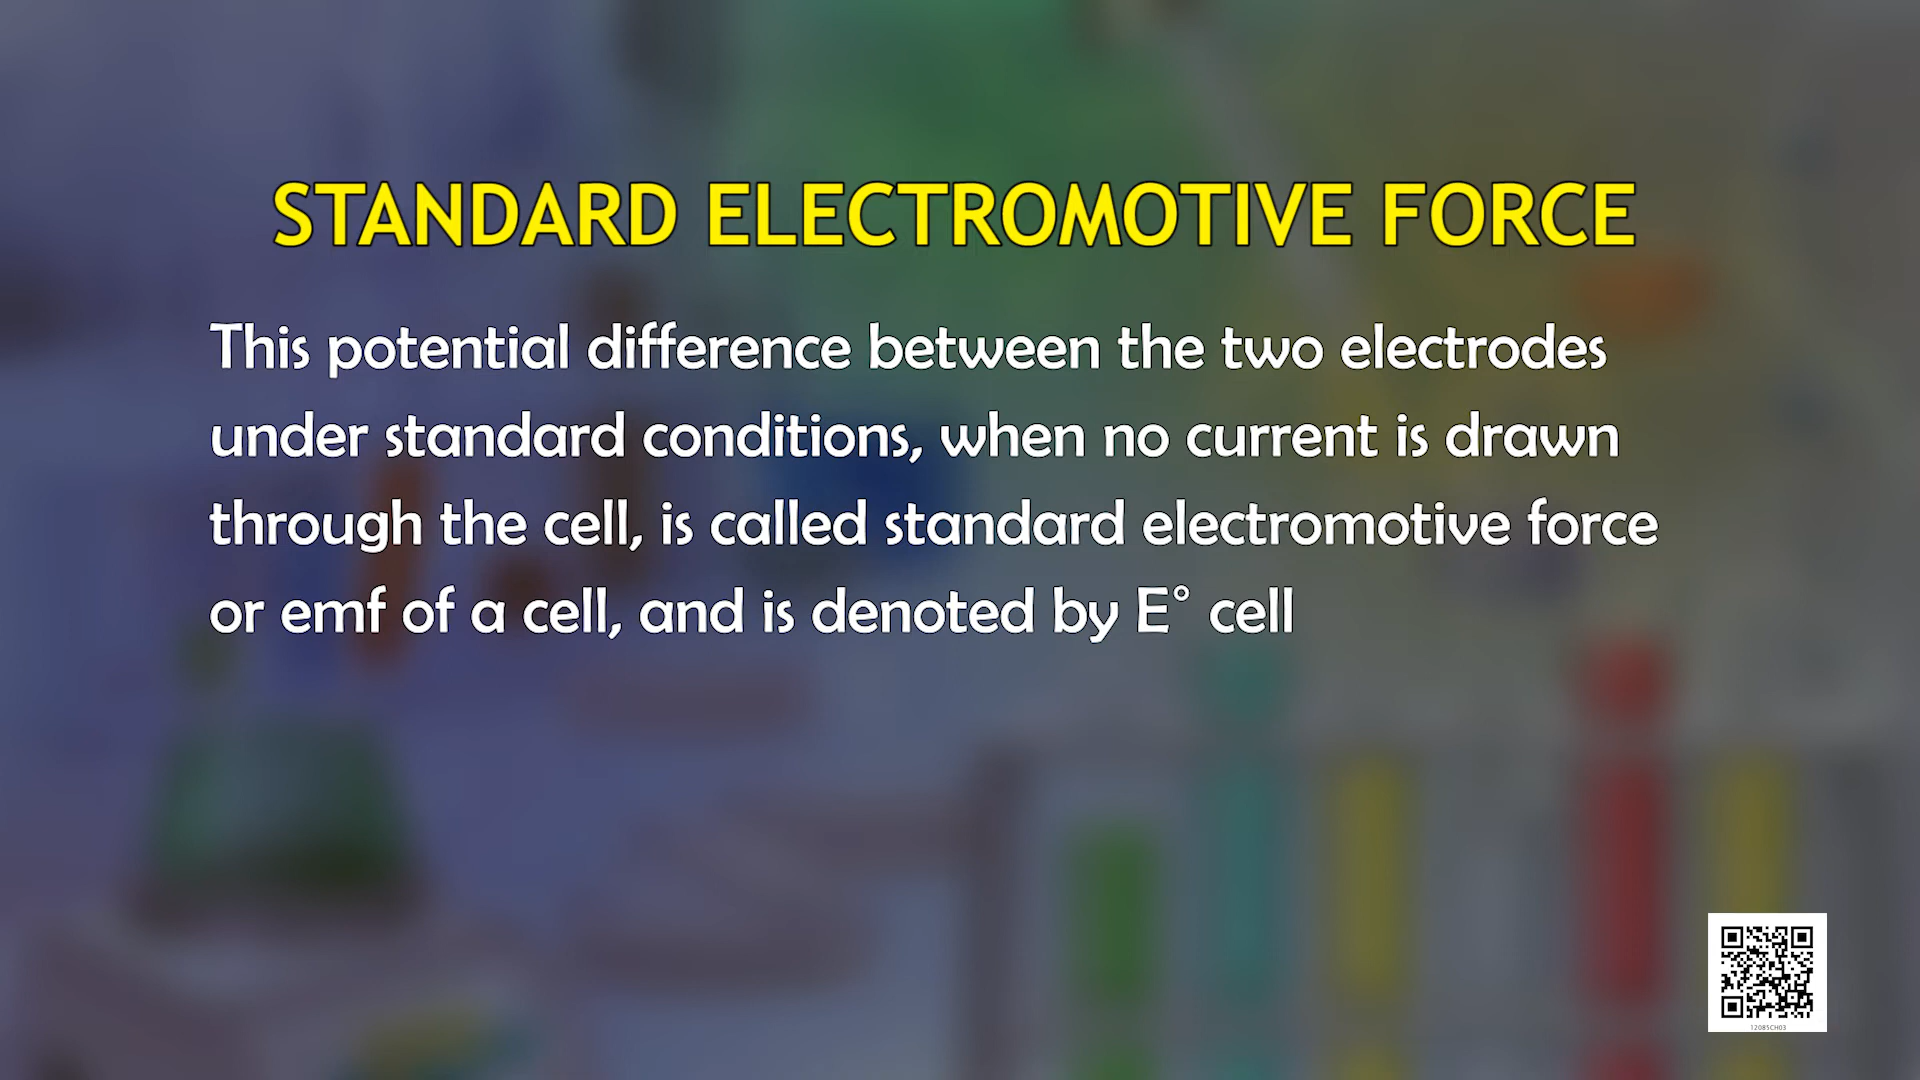 STANDARD ELECTROMOTIVE FORCE
This potential difference between the two electrodes
under standard conditions, when no current is drawn
through the cell, is called standard electromotive force
or emf of a cell, and is denoted by E° cell
12085CH03